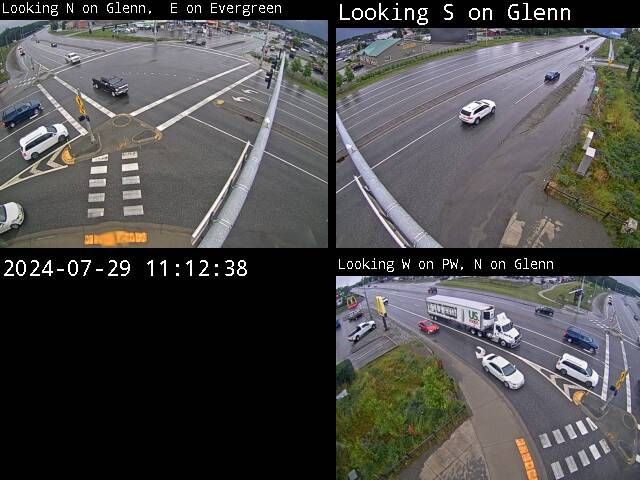 Looking N on Glenn,  E on Evergreen
Looking S on Glenn
2024-07-29 11:12:38
Looking W on PW, N on Glenn
US